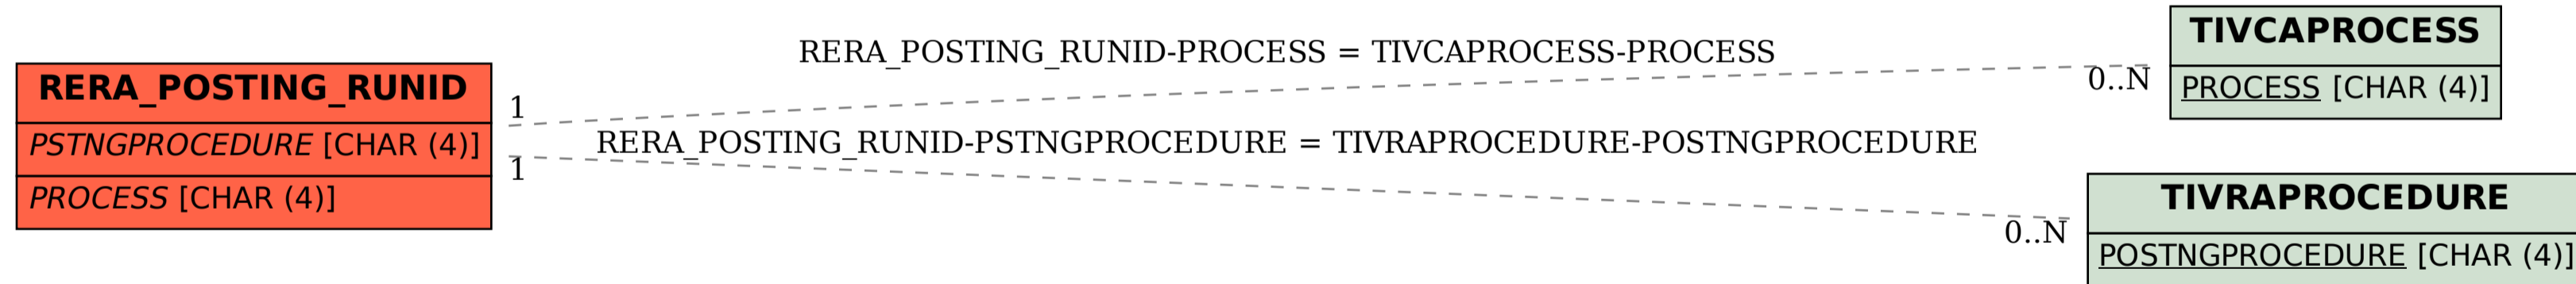 RERA_POSTING_RUNID
PSTNGPROCEDURE [CHAR (4)]
PROCESS [CHAR (4)]
1
1
RERA_POSTING_RUNID-PROCESS = TIVCAPROCESS-PROCESS
RERA_POSTING_RUNID-PSTNGPROCEDURE = TIVRAPROCEDURE-POSTNGPROCEDURE
0..N
0..N
TIVCAPROCESS
PROCESS [CHAR (4)]
TIVRAPROCEDURE
POSTNGPROCEDURE [CHAR (4)]